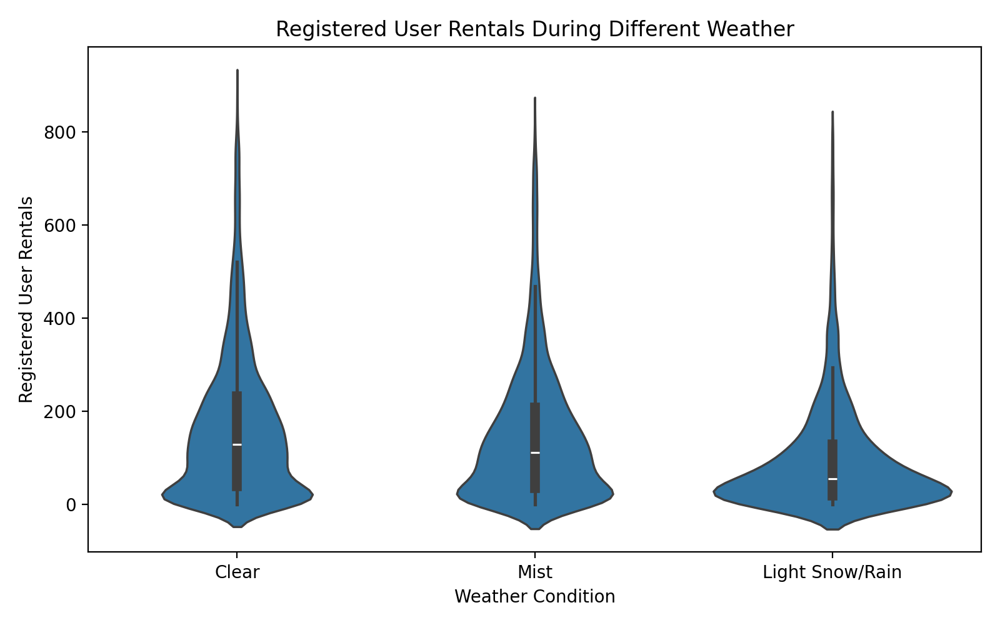 Registered User Rentals During Different Weather
Registered User Rentals
800
600
400
200
0
Clear
Mist
Light Snow/Rain
Weather Condition